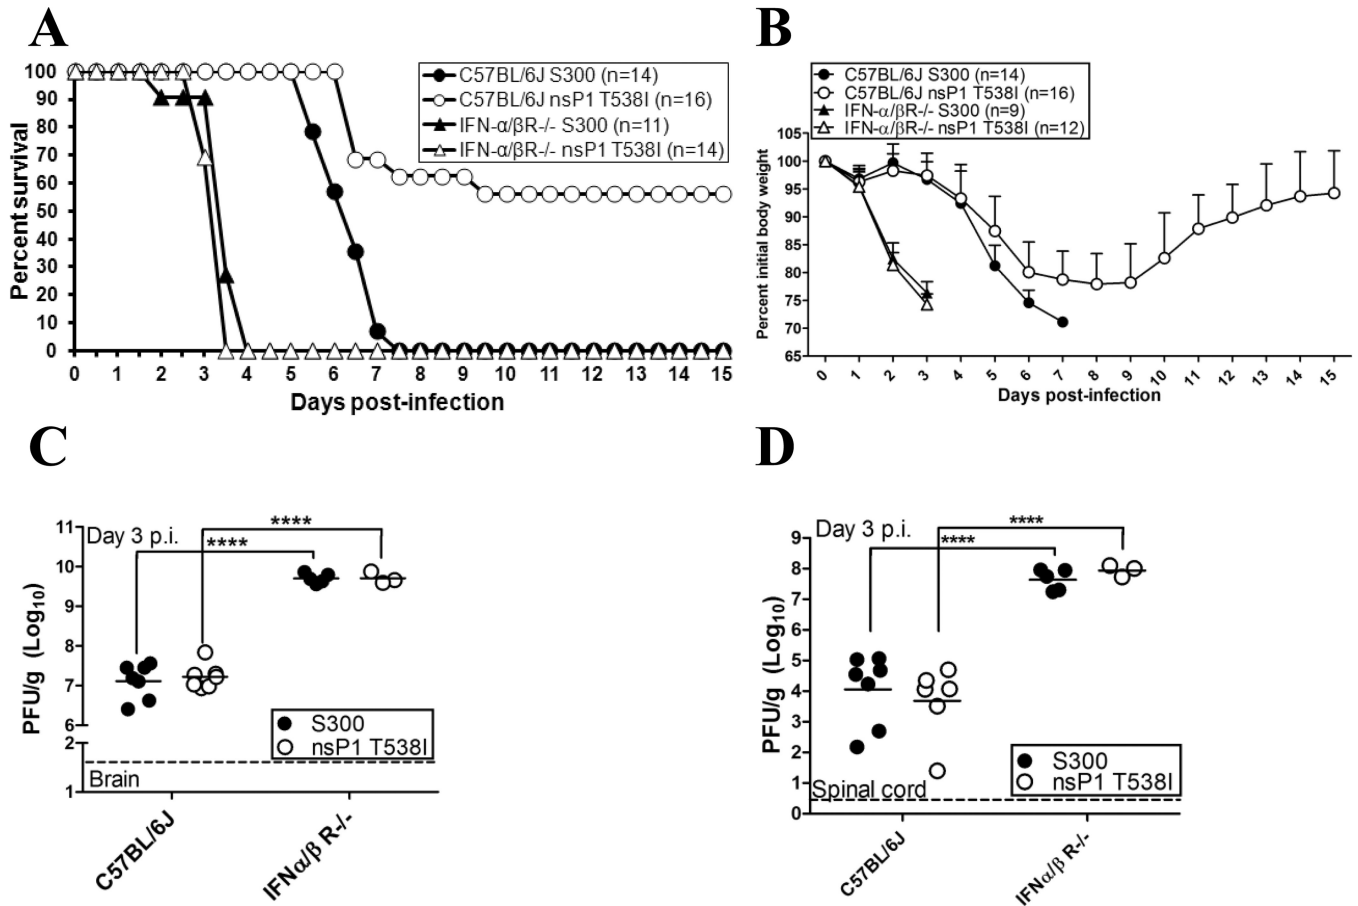 A
C57BL/6J S300 (n=14)
C57BL/6J nsP1 T538I (n=16)
IFN-α/βR-/- S300 (n=11)
IFN-α/βR-/- nsP1 T538I (n=14)
Percent survival
100
90
80
70
60
50
40
30
20
10
0
0 1 2 3 4 5 6 7 8 9 10 11 12 13 14 15
Days post-infection
B
C57BL/6J S300 (n=14)
C57BL/6J nsP1 T538I (n=16)
IFN-α/βR-/- S300 (n=9)
IFN-α/βR-/- nsP1 T538I (n=12)
Percent initial body weight
105
100
95
90
85
80
75
70
65
0 1 2 3 4 5 6 7 8 9 10 11 12 13 14 15
Days post-infection
C
Day 3 p.i.
****
****
PFU/g (Log10)
11
10
9
8
7
6
2
1
S300
nsP1 T538I
Brain
C57BL/6J
IFNα/β R-/-
D
Day 3 p.i.
****
****
PFU/g (Log10)
9
8
7
6
5
4
3
2
1
0
S300
nsP1 T538I
Spinal cord
C57BL/6J
IFNα/β R-/-